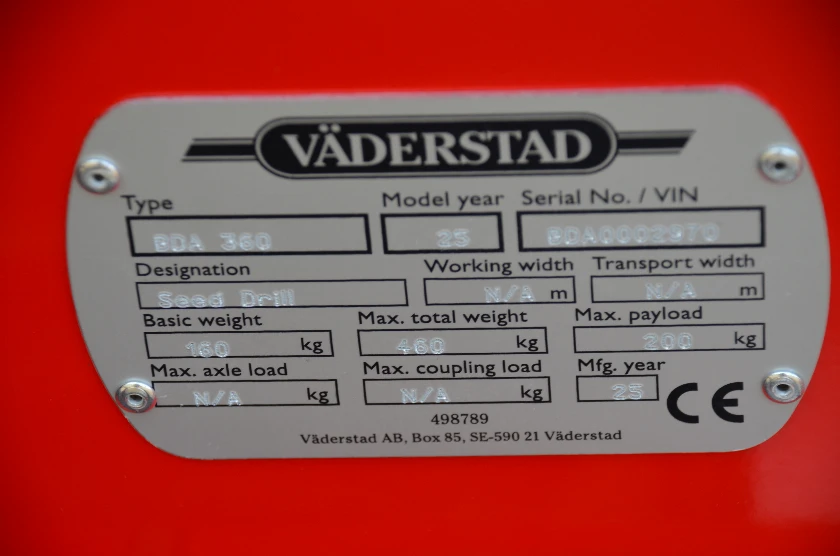 VÄDERSTAD
Type Model year Serial No. / VIN
BDA 360 25 BDA0002970
Designation Working width Transport width
Seed Drill N/A m N/A m
Basic weight Max. total weight Max. payload
160 kg 460 kg 200 kg
Max. axle load Max. coupling load Mfg. year
N/A kg N/A kg 25 CE
498789
Väderstad AB, Box 85, SE-590 21 Väderstad